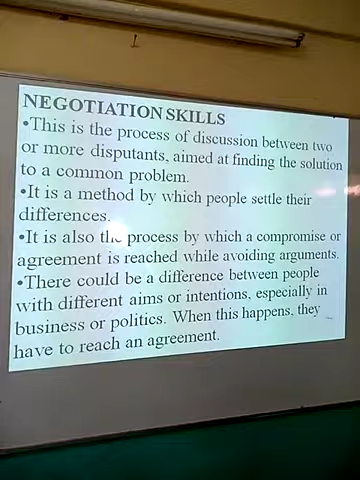 NEGOTIATION SKILLS
•This is the process of discussion between two
or more disputants, aimed at finding the solution
to a common problem.
•It is a method by which people settle their
differences.
•It is also the process by which a compromise or
agreement is reached while avoiding arguments.
•There could be a difference between people
with different aims or intentions, especially in
business or politics. When this happens, they
have to reach an agreement.